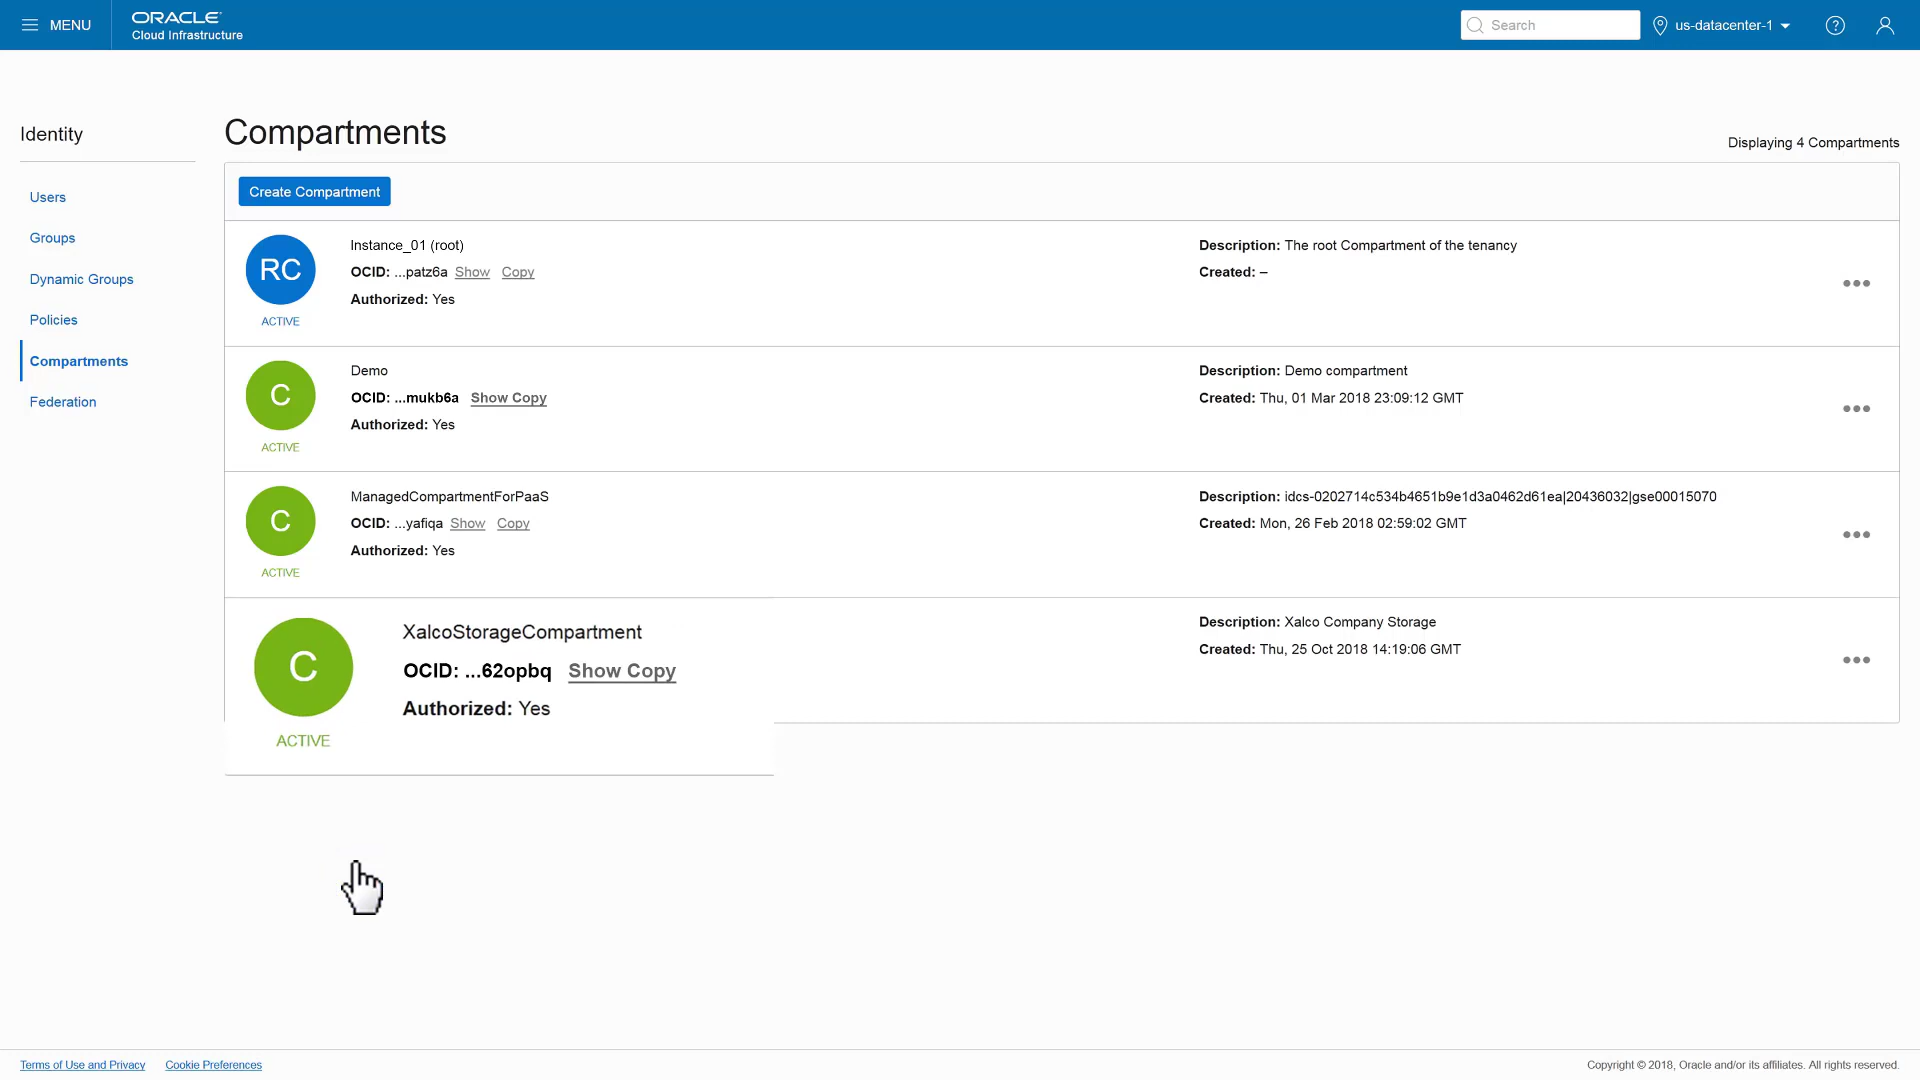 MENU
ORACLE
Cloud Infrastructure
Search
us-datacenter-1
?
Identity
Users
Groups
Dynamic Groups
Policies
Compartments
Federation
Compartments
Displaying 4 Compartments
Create Compartment
RC
ACTIVE
Instance_01 (root)
OCID: ...patz6a Show Copy
Authorized: Yes
Description: The root Compartment of the tenancy
Created: –
C
ACTIVE
Demo
OCID: ...mukb6a Show Copy
Authorized: Yes
Description: Demo compartment
Created: Thu, 01 Mar 2018 23:09:12 GMT
C
ACTIVE
ManagedCompartmentForPaaS
OCID: ...yafiqa Show Copy
Authorized: Yes
Description: idcs-0202714c534b4651b9e1d3a0462d61ea|20436032|gse00015070
Created: Mon, 26 Feb 2018 02:59:02 GMT
C
ACTIVE
XalcoStorageCompartment
OCID: ...62opbq Show Copy
Authorized: Yes
Description: Xalco Company Storage
Created: Thu, 25 Oct 2018 14:19:06 GMT
Terms of Use and Privacy
Cookie Preferences
Copyright © 2018, Oracle and/or its affiliates. All rights reserved.